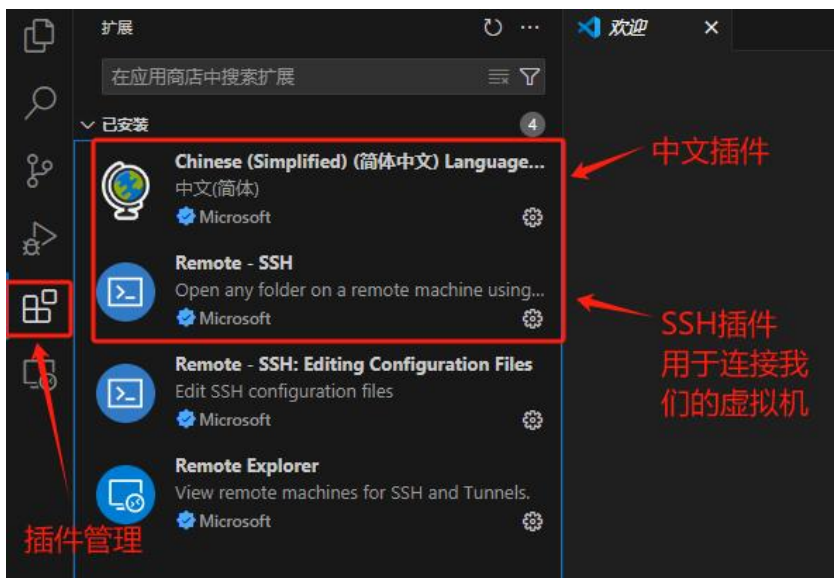 扩展
欢迎
在应用商店中搜索扩展
已安装
4
Chinese (Simplified) (简体中文) Language...
中文(简体)
Microsoft
中文插件
Remote - SSH
Open any folder on a remote machine using...
Microsoft
SSH插件
用于连接我
们的虚拟机
Remote - SSH: Editing Configuration Files
Edit SSH configuration files
Microsoft
Remote Explorer
View remote machines for SSH and Tunnels.
Microsoft
插件管理